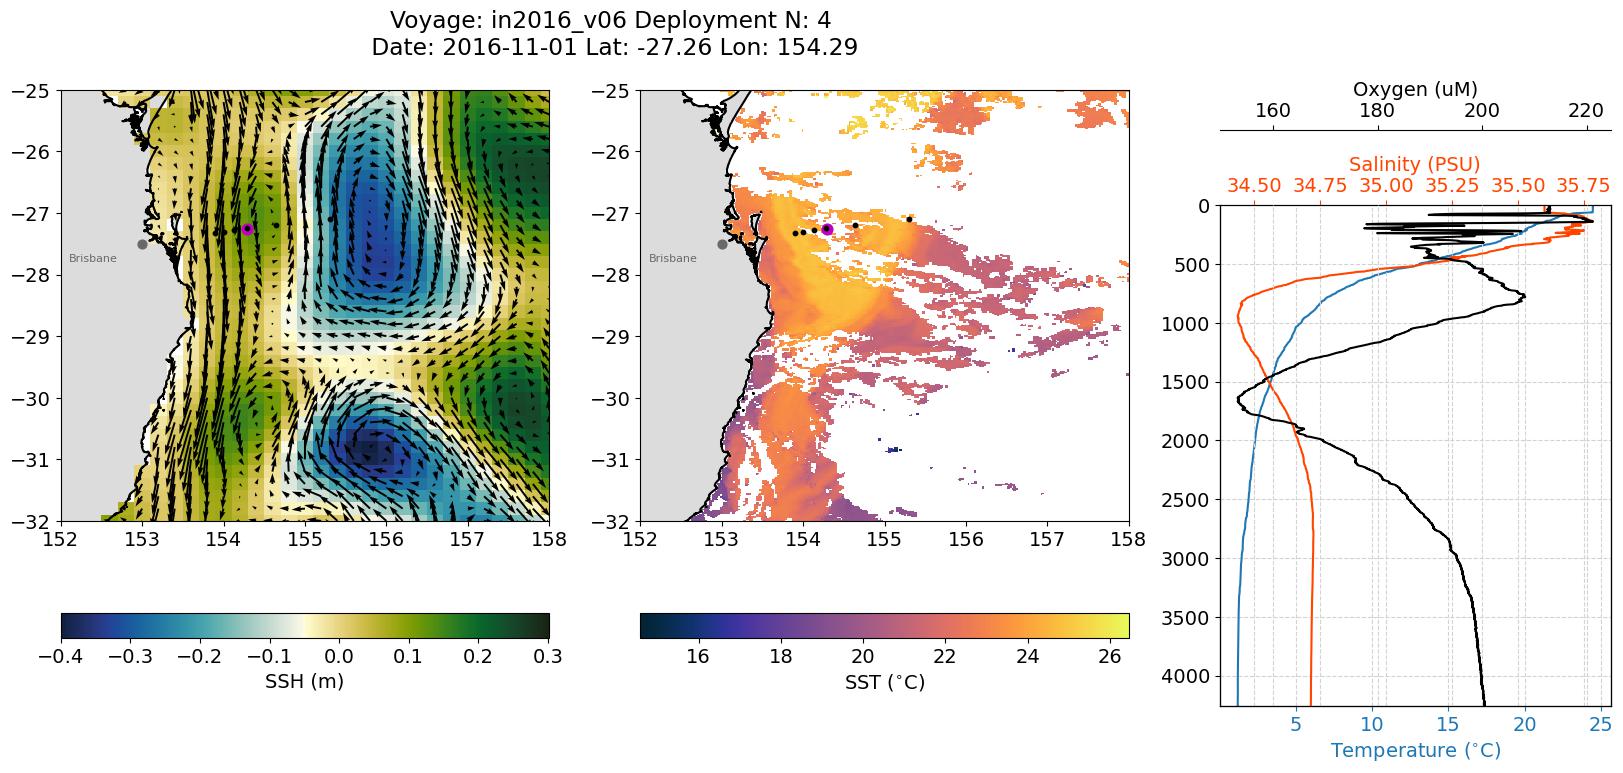 Voyage: in2016_v06 Deployment N: 4
Date: 2016-11-01 Lat: -27.26 Lon: 154.29
−25
−26
−27
−28
−29
−30
−31
−32
152 153 154 155 156 157 158
Brisbane
−0.4 −0.3 −0.2 −0.1 0.0 0.1 0.2 0.3
SSH (m)
−25
−26
−27
−28
−29
−30
−31
−32
152 153 154 155 156 157 158
Brisbane
16 18 20 22 24 26
SST (°C)
Oxygen (uM)
160 180 200 220
Salinity (PSU)
34.50 34.75 35.00 35.25 35.50 35.75
0
500
1000
1500
2000
2500
3000
3500
4000
5 10 15 20 25
Temperature (°C)